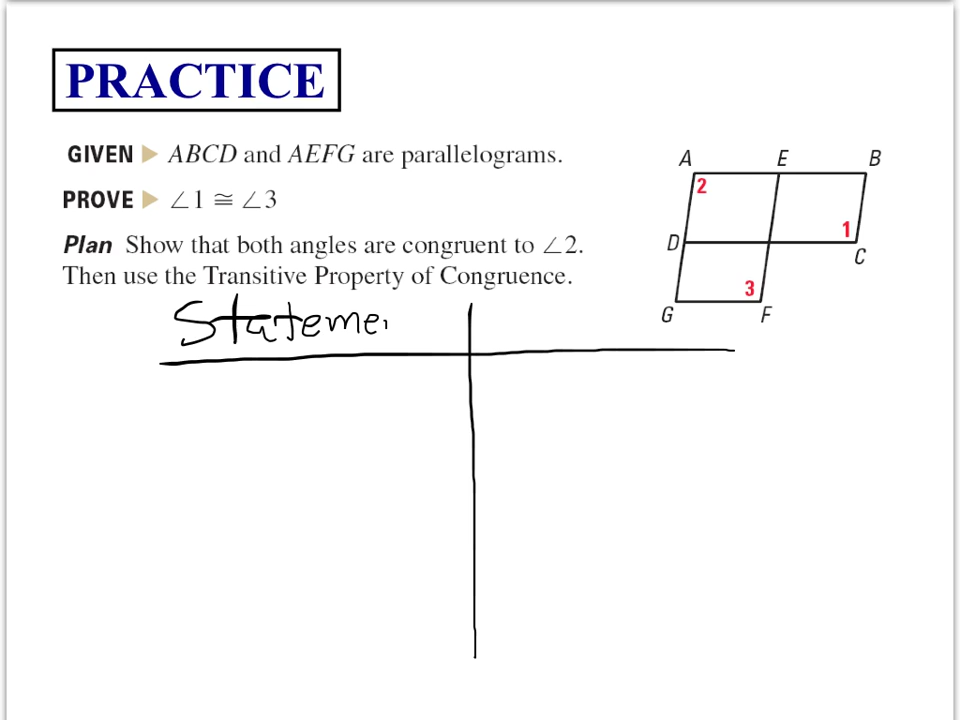 PRACTICE
GIVEN ABCD and AEFG are parallelograms.
PROVE ∠1 ≅ ∠3
Plan Show that both angles are congruent to ∠2.
Then use the Transitive Property of Congruence.
A E B
2
1
D
C
3
G F
Stateme